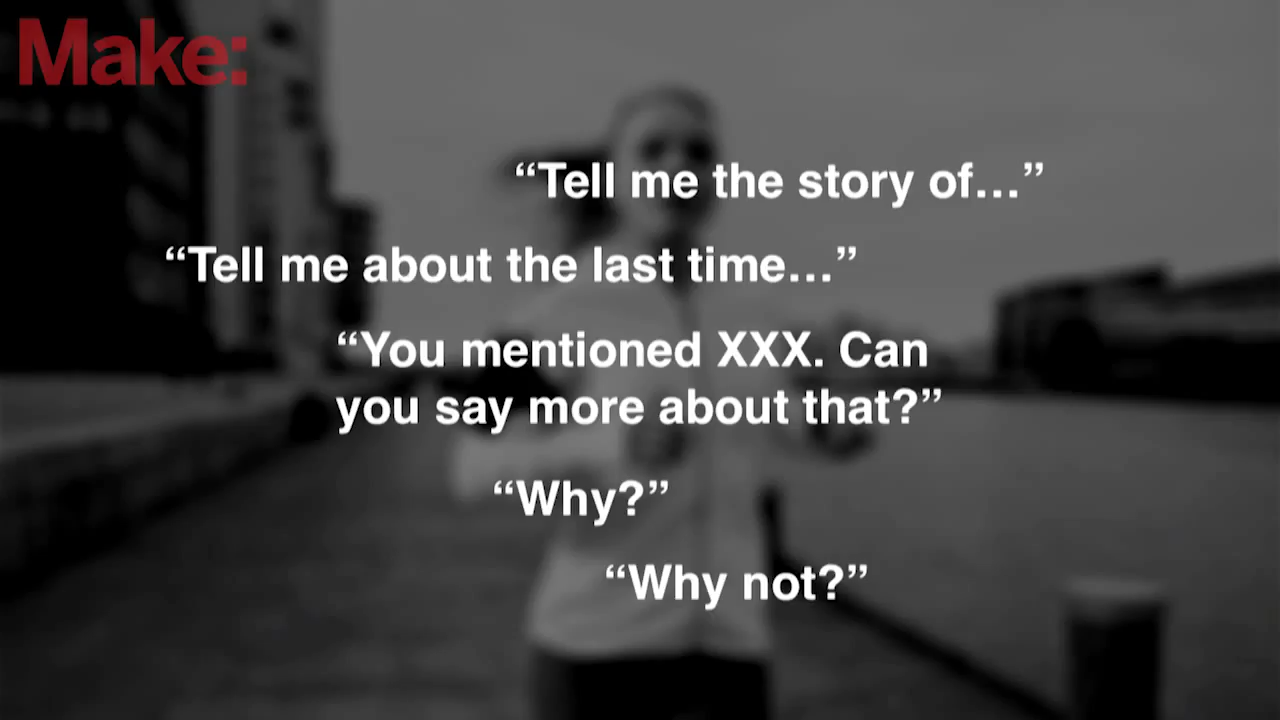 Make:
“Tell me the story of…”
“Tell me about the last time…”
“You mentioned XXX. Can
you say more about that?”
“Why?”
“Why not?”